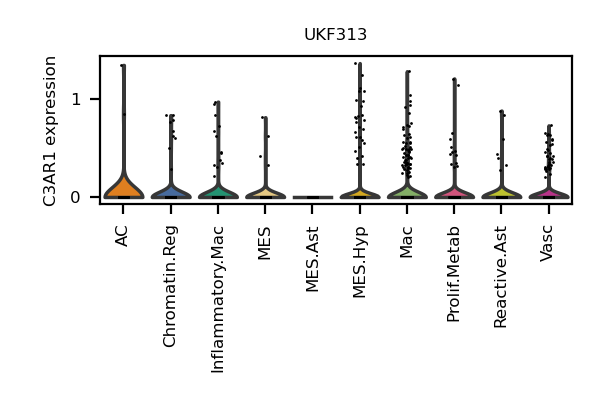 UKF313
C3AR1 expression
1
0
AC
Chromatin.Reg
Inflammatory.Mac
MES
MES.Ast
MES.Hyp
Mac
Prolif.Metab
Reactive.Ast
Vasc